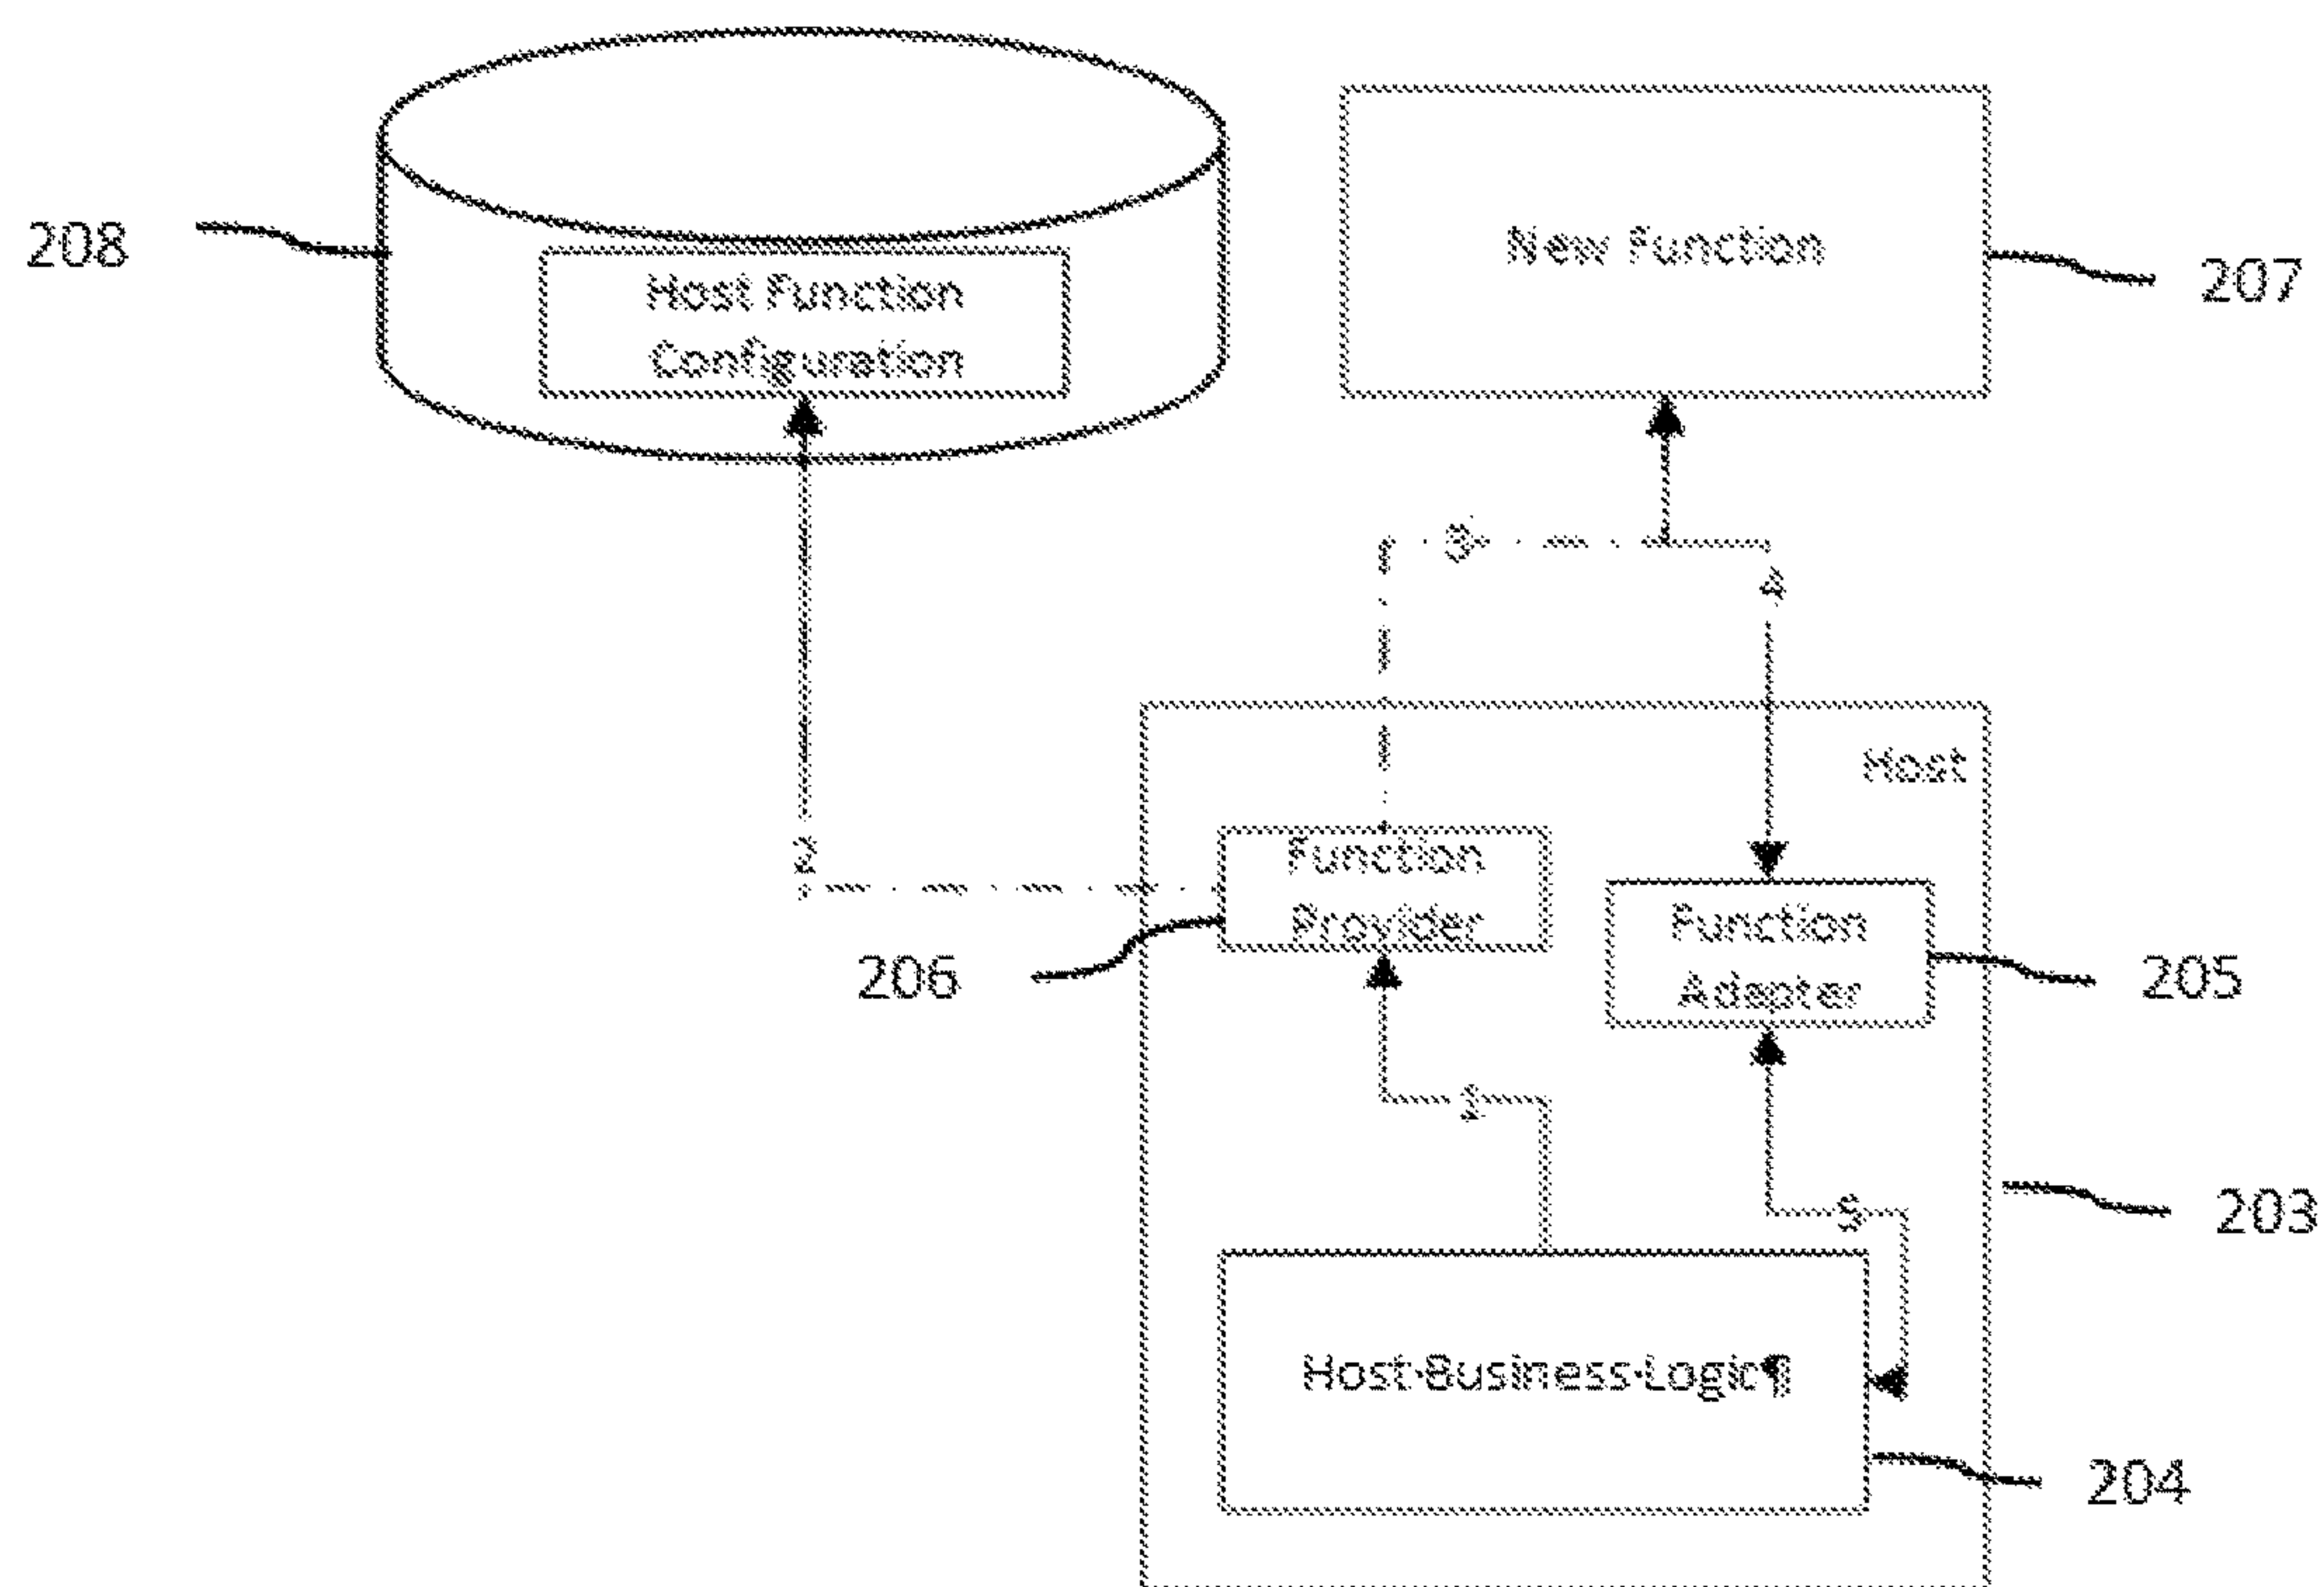 208
Host Function
Configuration
New Function
207
3
4
Host
2
Function
Provider
Function
Adapter
206
205
1
5
203
Host·Business·Logic¶
204